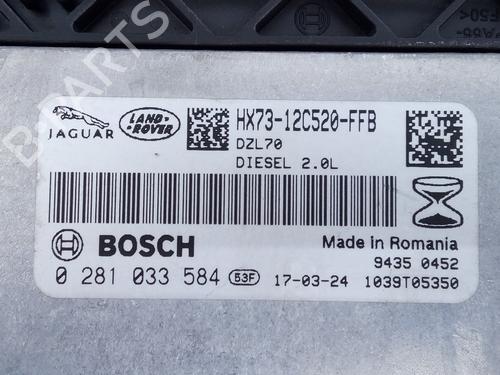 JAGUAR
LAND-
ROVER
HX73-12C520-FFB
DZL70
DIESEL 2.0L
BOSCH
Made in Romania
9435 0452
0 281 033 584 53F 17-03-24 1039T05350
B-Parts